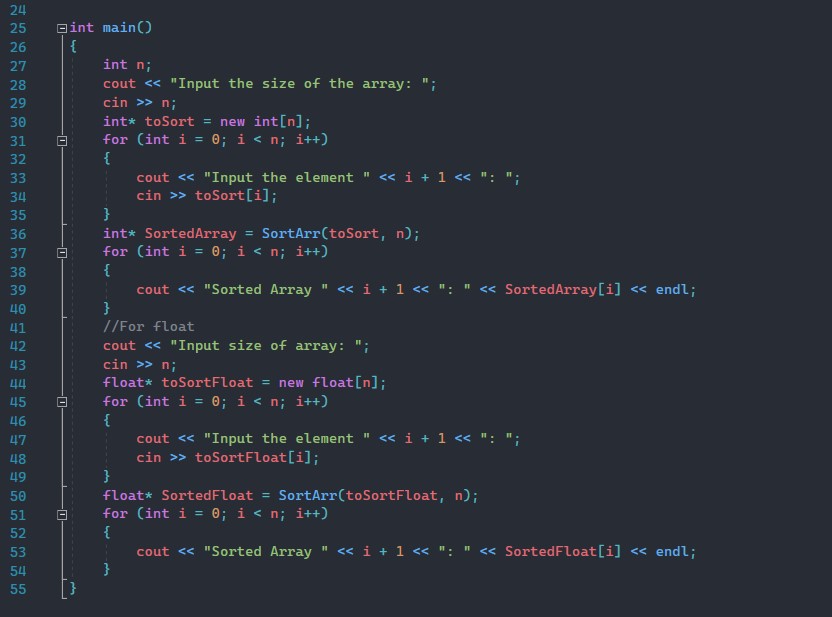 24
25 int main()
26 {
27 int n;
28 cout << "Input the size of the array: ";
29 cin >> n;
30 int* toSort = new int[n];
31 for (int i = 0; i < n; i++)
32 {
33 cout << "Input the element " << i + 1 << ": ";
34 cin >> toSort[i];
35 }
36 int* SortedArray = SortArr(toSort, n);
37 for (int i = 0; i < n; i++)
38 {
39 cout << "Sorted Array " << i + 1 << ": " << SortedArray[i] << endl;
40 }
41 //For float
42 cout << "Input size of array: ";
43 cin >> n;
44 float* toSortFloat = new float[n];
45 for (int i = 0; i < n; i++)
46 {
47 cout << "Input the element " << i + 1 << ": ";
48 cin >> toSortFloat[i];
49 }
50 float* SortedFloat = SortArr(toSortFloat, n);
51 for (int i = 0; i < n; i++)
52 {
53 cout << "Sorted Array " << i + 1 << ": " << SortedFloat[i] << endl;
54 }
55 }